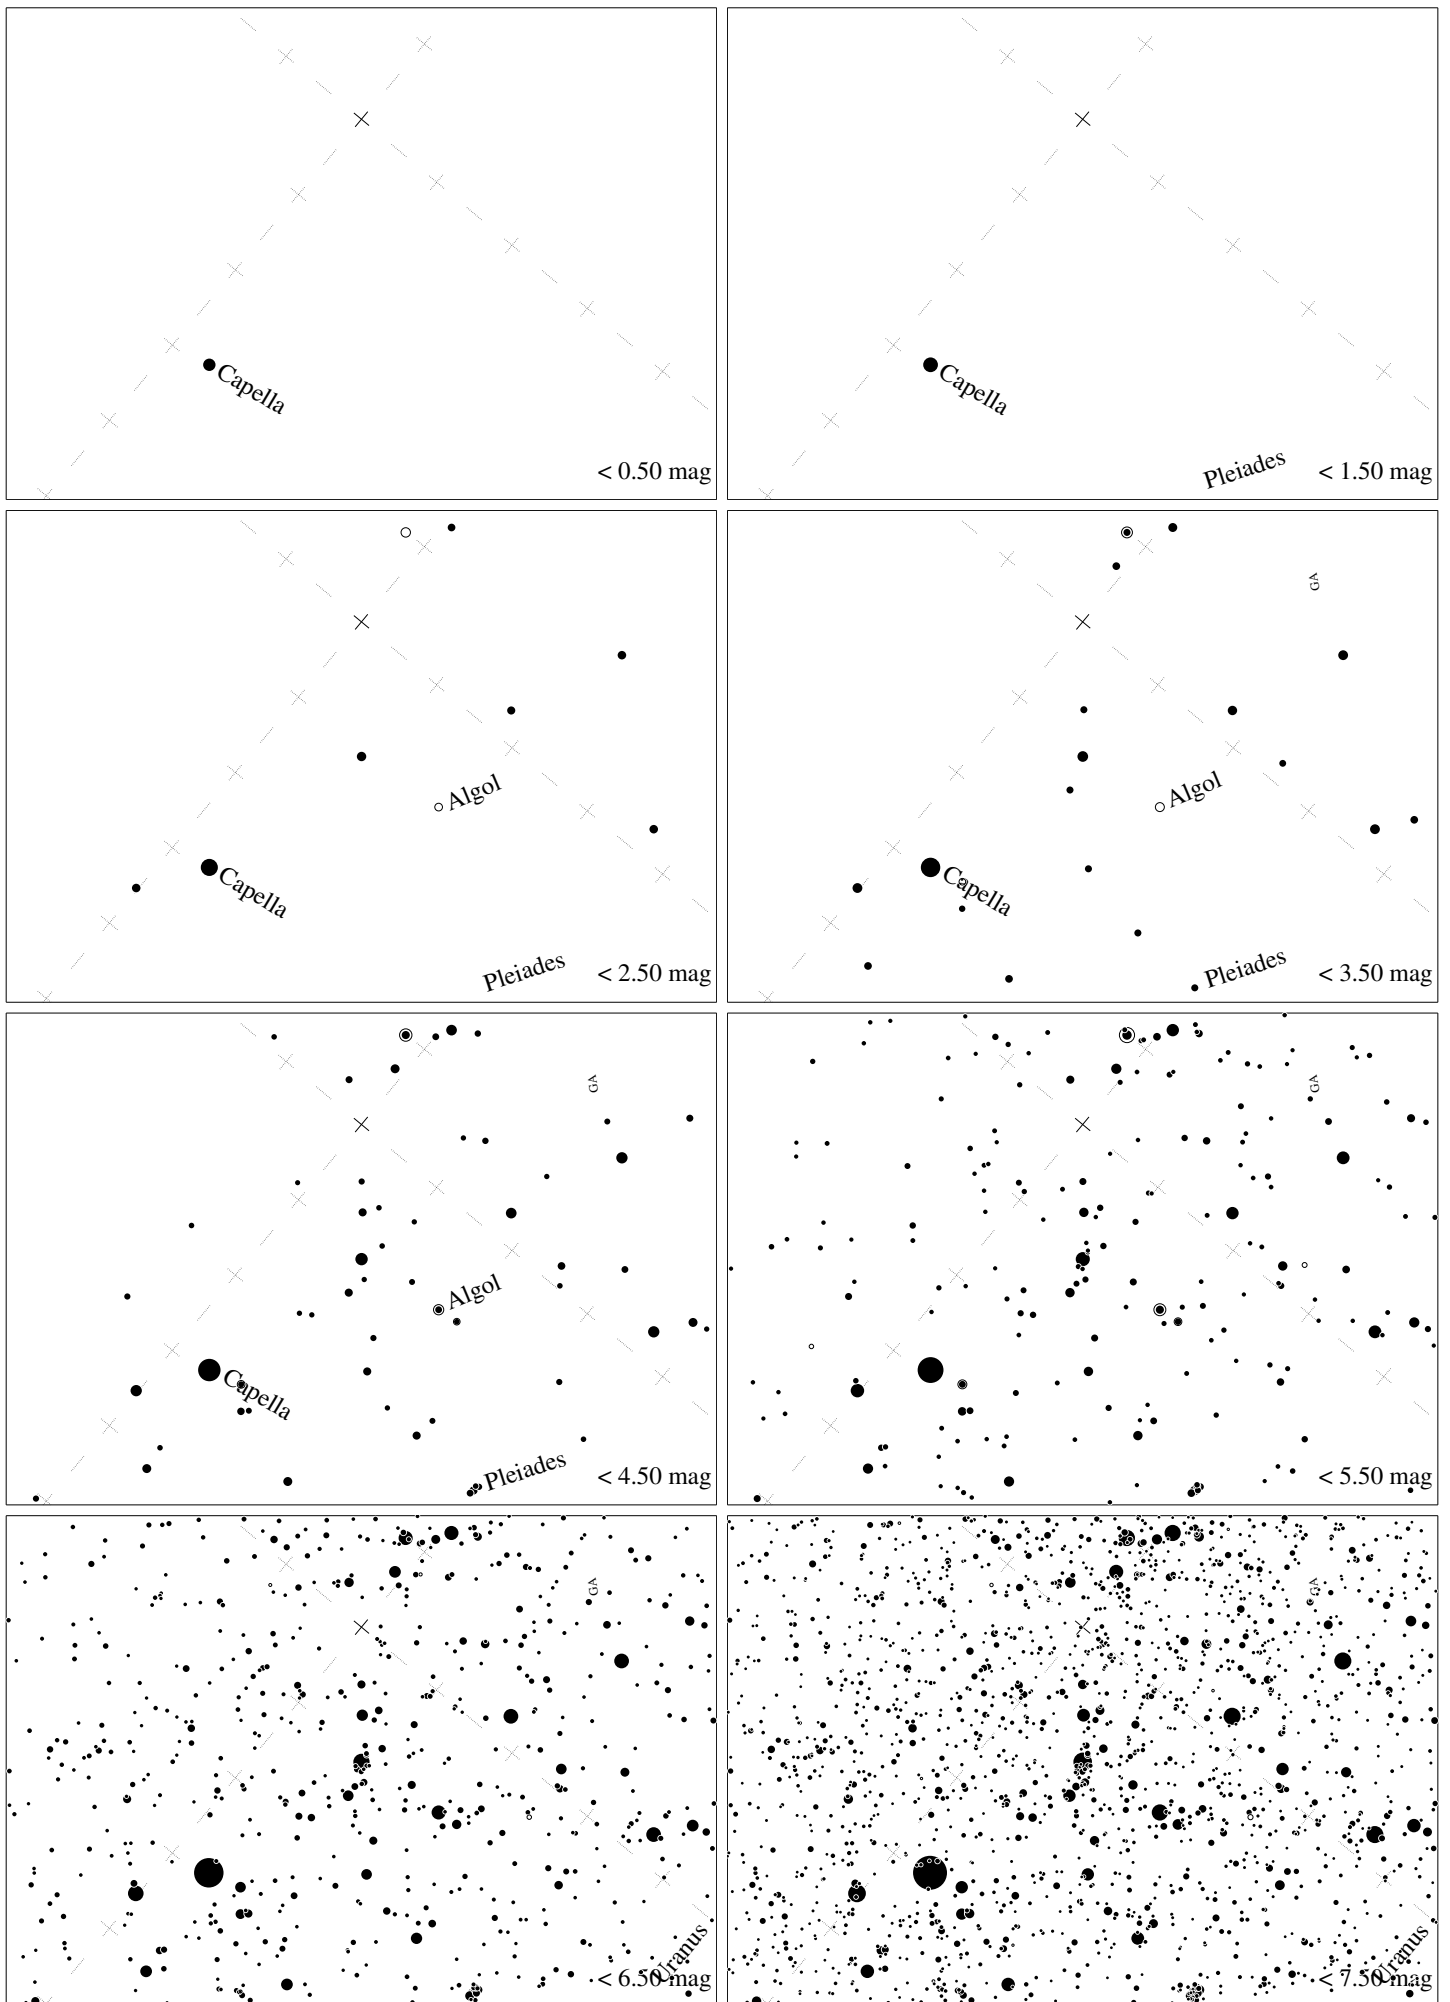 Capella
< 0.50 mag
Capella
Pleiades
< 1.50 mag
Algol
Capella
Pleiades
< 2.50 mag
GA
Algol
Capella
Pleiades
< 3.50 mag
GA
Algol
Capella
Pleiades
< 4.50 mag
GA
< 5.50 mag
GA
Uranus
< 6.50 mag
GA
Uranus
< 7.50 mag